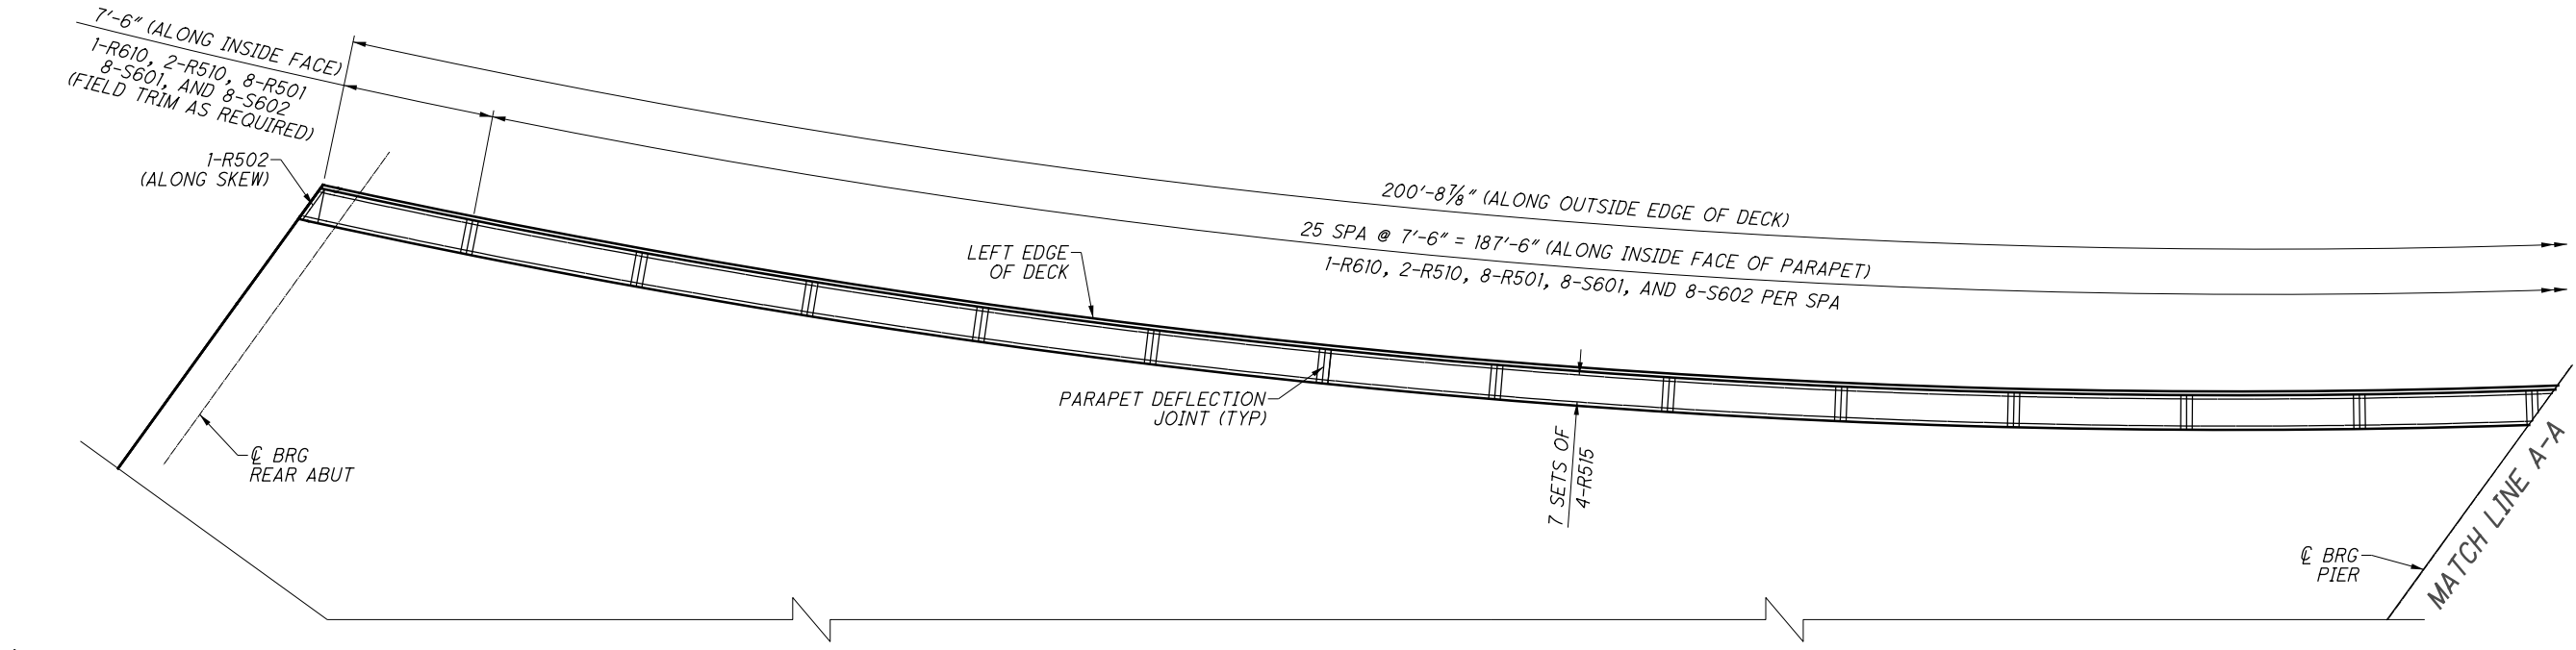 7'-6" (ALONG INSIDE FACE)
1-R610, 2-R510, 8-R501
8-S601, AND 8-S602
(FIELD TRIM AS REQUIRED)
1-R502
(ALONG SKEW)
200'-8⅞" (ALONG OUTSIDE EDGE OF DECK)
25 SPA @ 7'-6" = 187'-6" (ALONG INSIDE FACE OF PARAPET)
1-R610, 2-R510, 8-R501, 8-S601, AND 8-S602 PER SPA
LEFT EDGE
OF DECK
PARAPET DEFLECTION
JOINT (TYP)
7 SETS OF
4-R515
℄ BRG
REAR ABUT
℄ BRG
PIER
MATCH LINE A-A